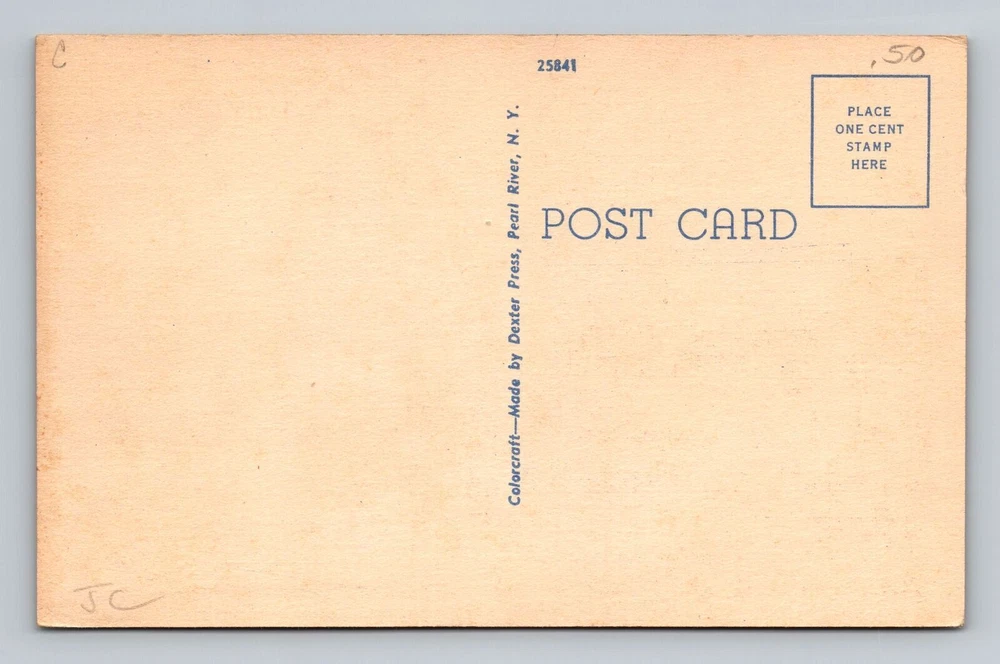 C
25841
.50
PLACE
ONE CENT
STAMP
HERE
POST CARD
Colorcraft—Made by Dexter Press, Pearl River, N. Y.
JC